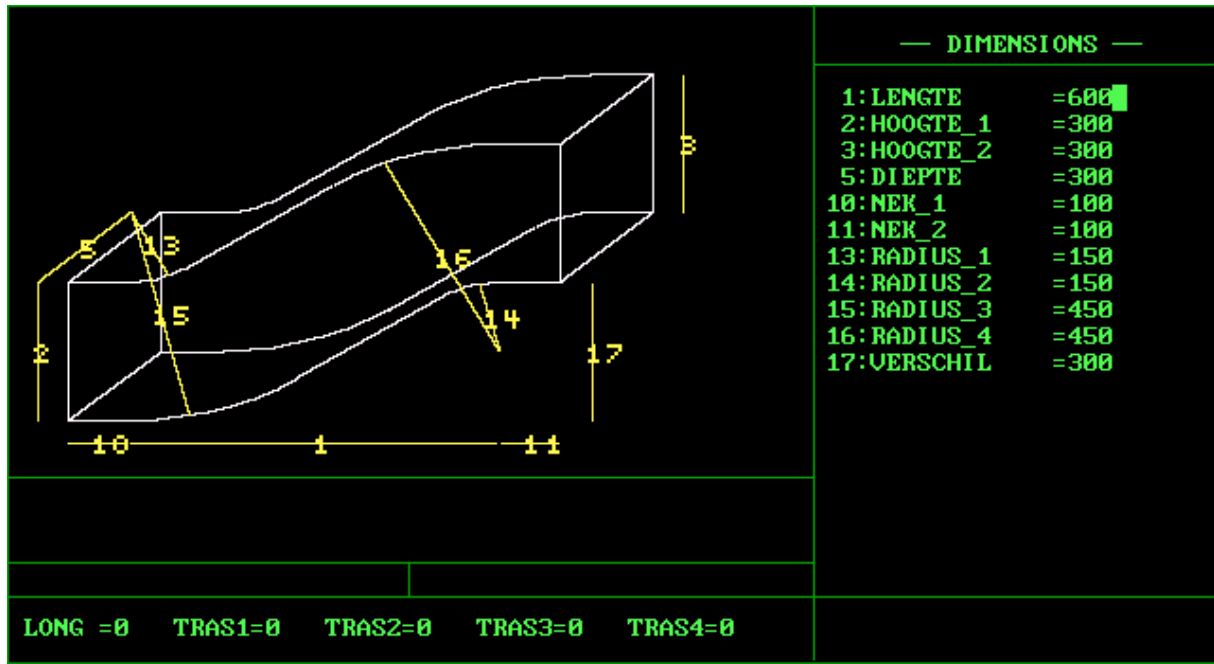 3
5
13
16
15
14
2
17
10
1
11
— DIMENSIONS —
1:LENGTE =600
2:HOOGTE_1 =300
3:HOOGTE_2 =300
5:DIEPTE =300
10:NEK_1 =100
11:NEK_2 =100
13:RADIUS_1 =150
14:RADIUS_2 =150
15:RADIUS_3 =450
16:RADIUS_4 =450
17:VERSCHIL =300
LONG =0 TRAS1=0 TRAS2=0 TRAS3=0 TRAS4=0